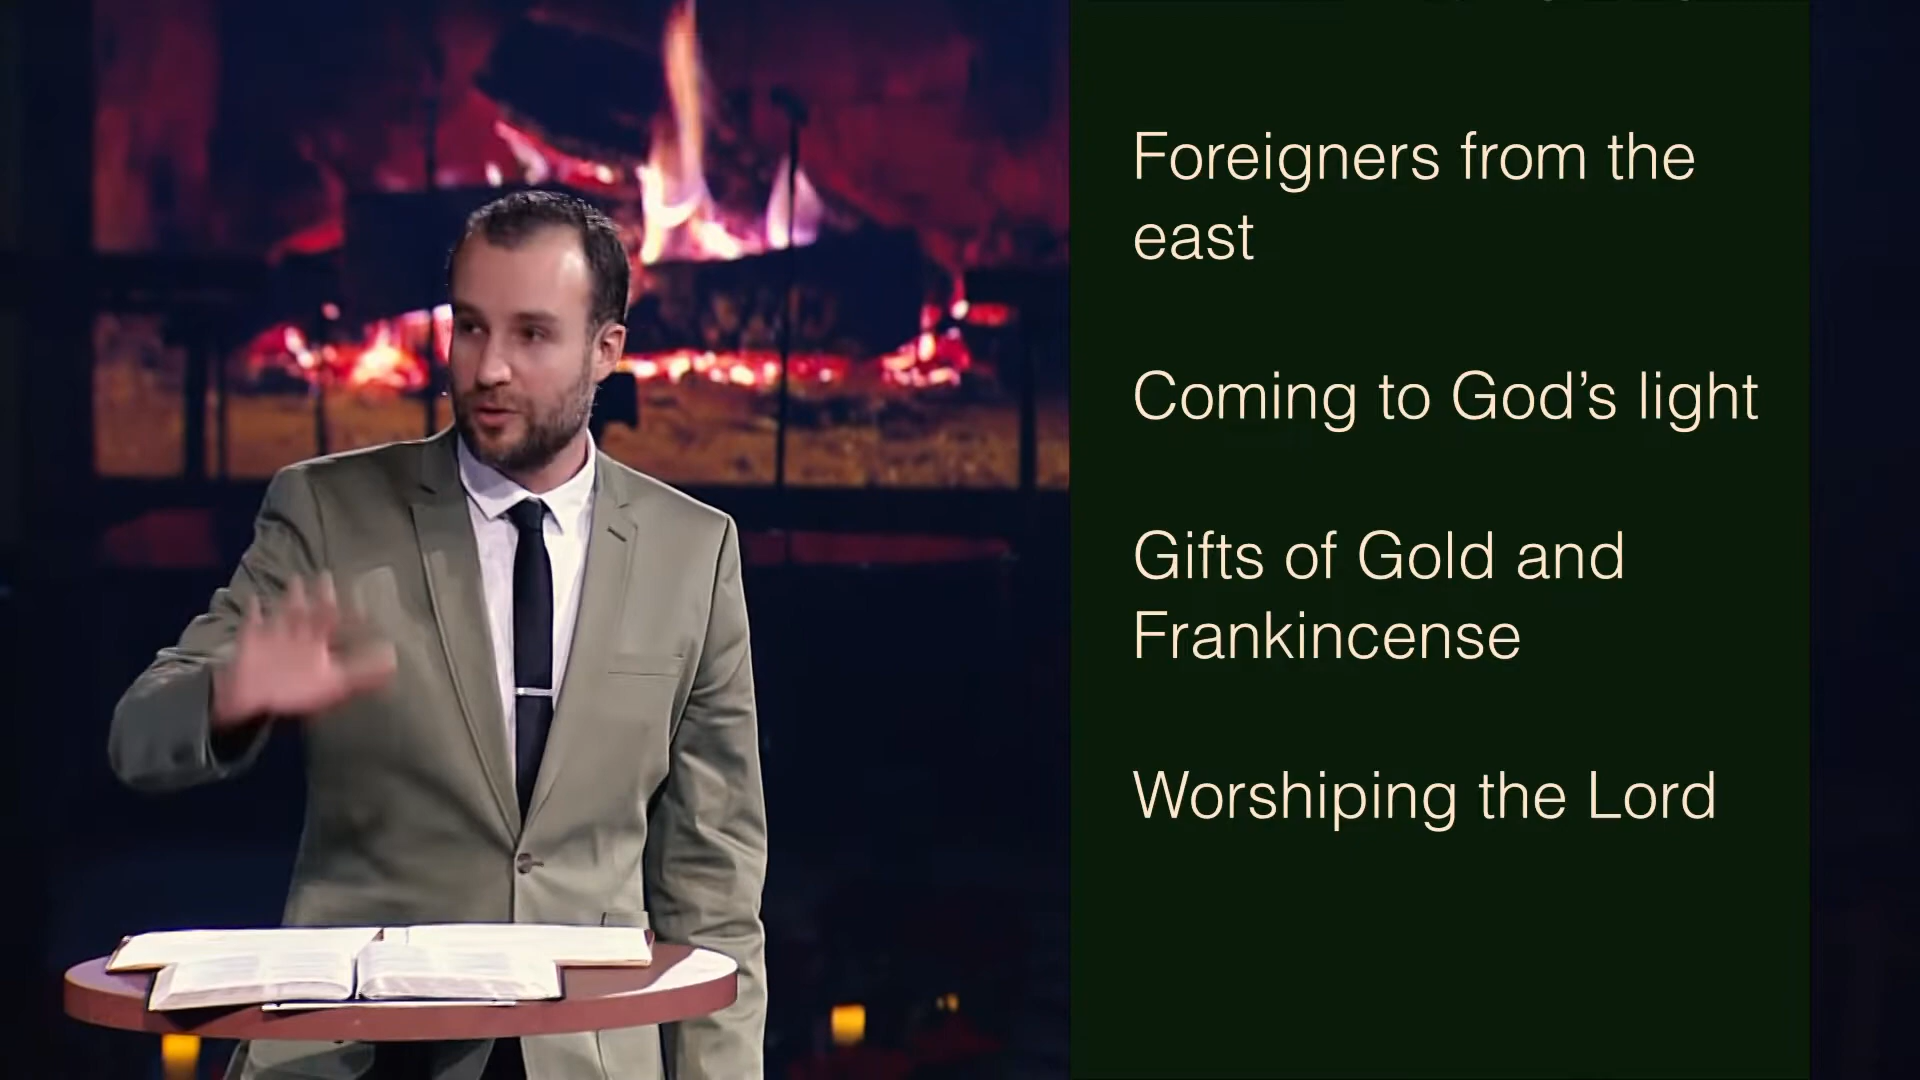 Foreigners from the
east
Coming to God's light
Gifts of Gold and
Frankincense
Worshiping the Lord